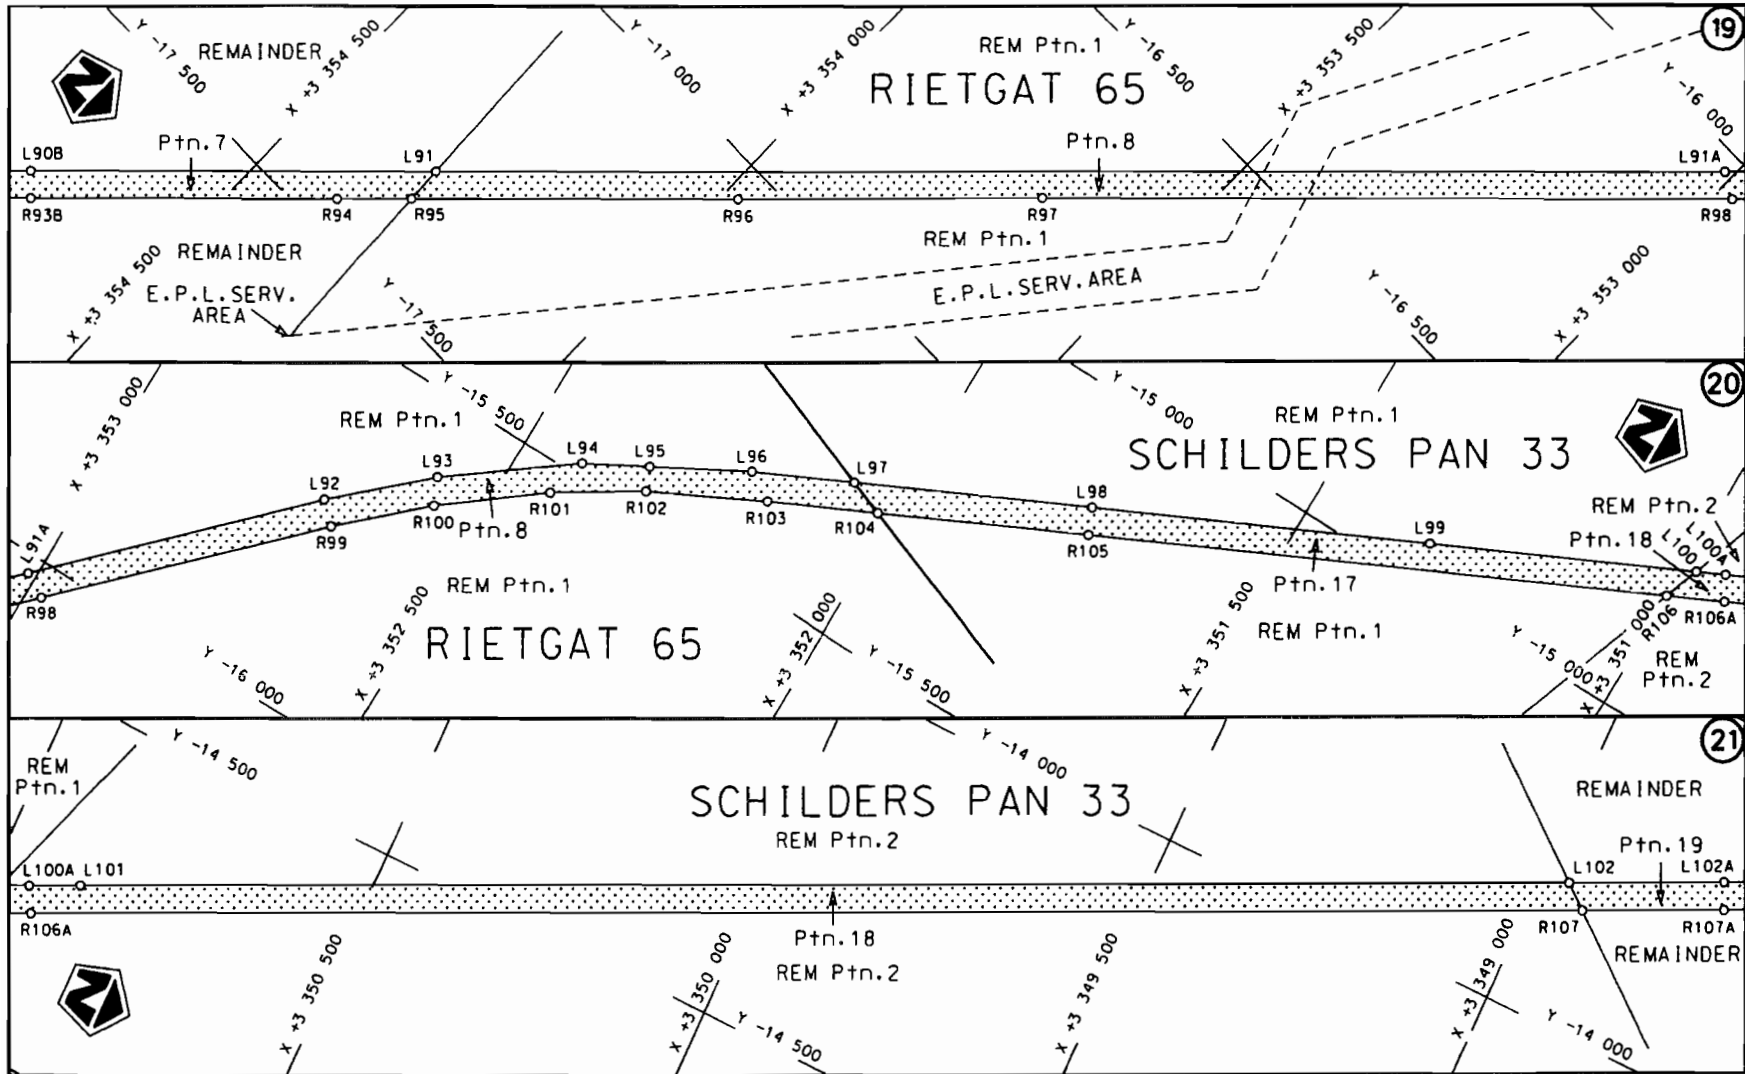 19
Y -17 500
REMAINDER
X +3 354 500
Y -17 000
X +3 354 000
REM Ptn.1
Y -16 500
X +3 353 500
Y -16 000
RIETGAT 65
L90B
Ptn.7
L91
Ptn.8
L91A
R93B
R94
R95
R96
R97
R98
X +3 354 500
REMAINDER
E.P.L.SERV.
AREA
Y -17 500
REM Ptn.1
E.P.L.SERV.AREA
Y -16 500
X +3 353 000
20
X +3 353 000
REM Ptn.1
Y -15 500
Y -15 000
REM Ptn.1
SCHILDERS PAN 33
L91A
L92
L93
L94
L95
L96
L97
L98
L99
REM Ptn.2
Ptn.18
L100
L100A
R98
R99
R100
Ptn.8
R101
R102
R103
R104
R105
Ptn.17
R106
R106A
REM Ptn.1
RIETGAT 65
Y -16 000
X +3 352 500
X +3 352 000
Y -15 500
X +3 351 500
REM Ptn.1
Y -15 000
X +3 351 000
REM
Ptn.2
21
REM
Ptn.1
Y -14 500
SCHILDERS PAN 33
REM Ptn.2
Y -14 000
REMAINDER
Ptn.19
L100A
L101
L102
L102A
R106A
Ptn.18
REM Ptn.2
R107
R107A
REMAINDER
X +3 350 500
X +3 350 000
Y -14 500
X +3 349 500
X +3 349 000
Y -14 000